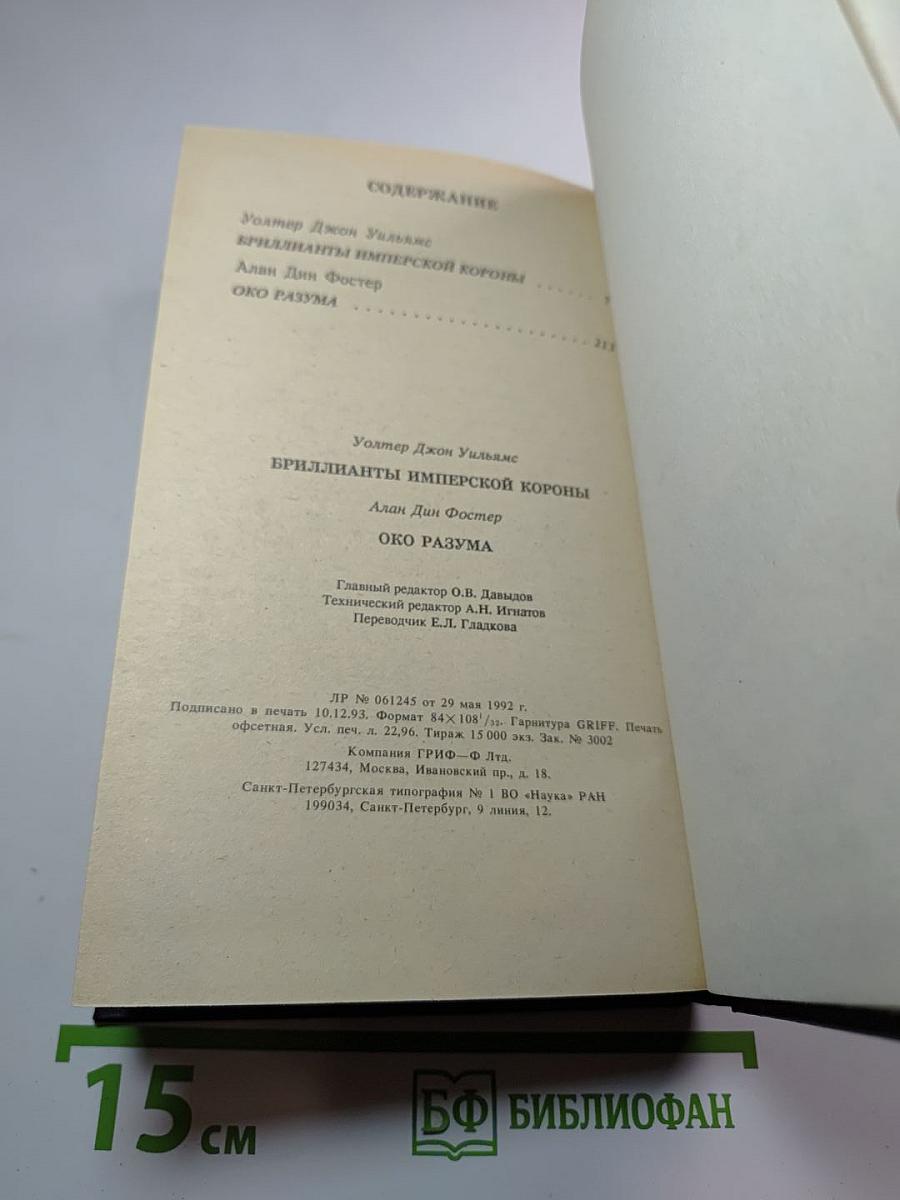 СОДЕРЖАНИЕ
Уолтер Джон Уильямс
БРИЛЛИАНТЫ ИМПЕРСКОЙ КОРОНЫ . . . . . .
Алан Дин Фостер
ОКО РАЗУМА . . . . . . . . . . . . . . . . . . . . 211
Уолтер Джон Уильямс
БРИЛЛИАНТЫ ИМПЕРСКОЙ КОРОНЫ
Алан Дин Фостер
ОКО РАЗУМА
Главный редактор О.В. Давыдов
Технический редактор А.Н. Игнатов
Переводчик Е.Л. Гладкова
ЛР № 061245 от 29 мая 1992 г.
Подписано в печать 10.12.93. Формат 84×108¹/₃₂. Гарнитура GRIFF. Печать
офсетная. Усл. печ. л. 22,96. Тираж 15 000 экз. Зак. № 3002
Компания ГРИФ—Ф Лтд.
127434, Москва, Ивановский пр., д. 18.
Санкт-Петербургская типография № 1 ВО «Наука» РАН
199034, Санкт-Петербург, 9 линия, 12.
15 см
БФ БИБЛИОФАН